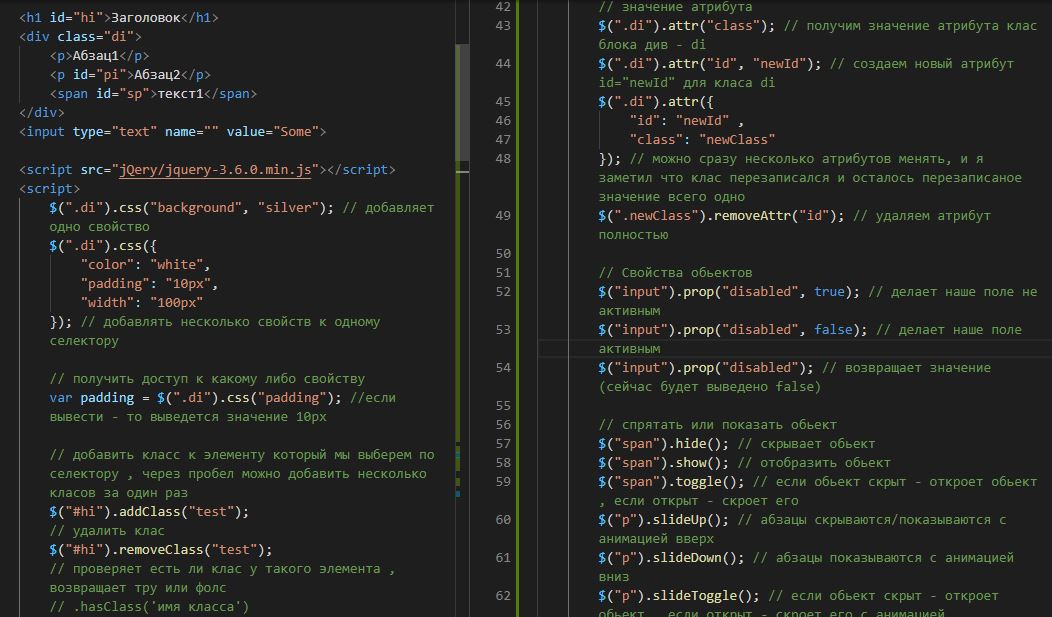 <h1 id="hi">Заголовок</h1>
<div class="di">
<p>Абзац1</p>
<p id="pi">Абзац2</p>
<span id="sp">текст1</span>
</div>
<input type="text" name="" value="Some">
<script src="jQery/jquery-3.6.0.min.js"></script>
<script>
$(".di").css("background", "silver"); // добавляет
одно свойство
$(".di").css({
"color": "white",
"padding": "10px",
"width": "100px"
}); // добавлять несколько свойств к одному
селектору
// получить доступ к какому либо свойству
var padding = $(".di").css("padding"); //если
вывести - то выведется значение 10px
// добавить класс к элементу который мы выберем по
селектору , через пробел можно добавить несколько
класов за один раз
$("#hi").addClass("test");
// удалить клас
$("#hi").removeClass("test");
// проверяет есть ли клас у такого элемента ,
возвращает тру или фолс
// .hasClass('имя класса')
42 // значение атрибута
43 $(".di").attr("class"); // получим значение атрибута клас
блока див - di
44 $(".di").attr("id", "newId"); // создаем новый атрибут
id="newId" для класа di
45 $(".di").attr({
46 "id": "newId" ,
47 "class": "newClass"
48 }); // можно сразу несколько атрибутов менять, и я
заметил что клас перезаписался и осталось перезаписаное
значение всего одно
49 $(".newClass").removeAttr("id"); // удаляем атрибут
полностью
50
51 // Свойства обьектов
52 $("input").prop("disabled", true); // делает наше поле не
активным
53 $("input").prop("disabled", false); // делает наше поле
активным
54 $("input").prop("disabled"); // возвращает значение
(сейчас будет выведено false)
55
56 // спрятать или показать обьект
57 $("span").hide(); // скрывает обьект
58 $("span").show(); // отобразить обьект
59 $("span").toggle(); // если обьект скрыт - откроет обьект
, если открыт - скроет его
60 $("p").slideUp(); // абзацы скрываются/показываются с
анимацией вверх
61 $("p").slideDown(); // абзацы показываются с анимацией
вниз
62 $("p").slideToggle(); // если обьект скрыт - откроет
обьект , если открыт - скроет его с анимацией